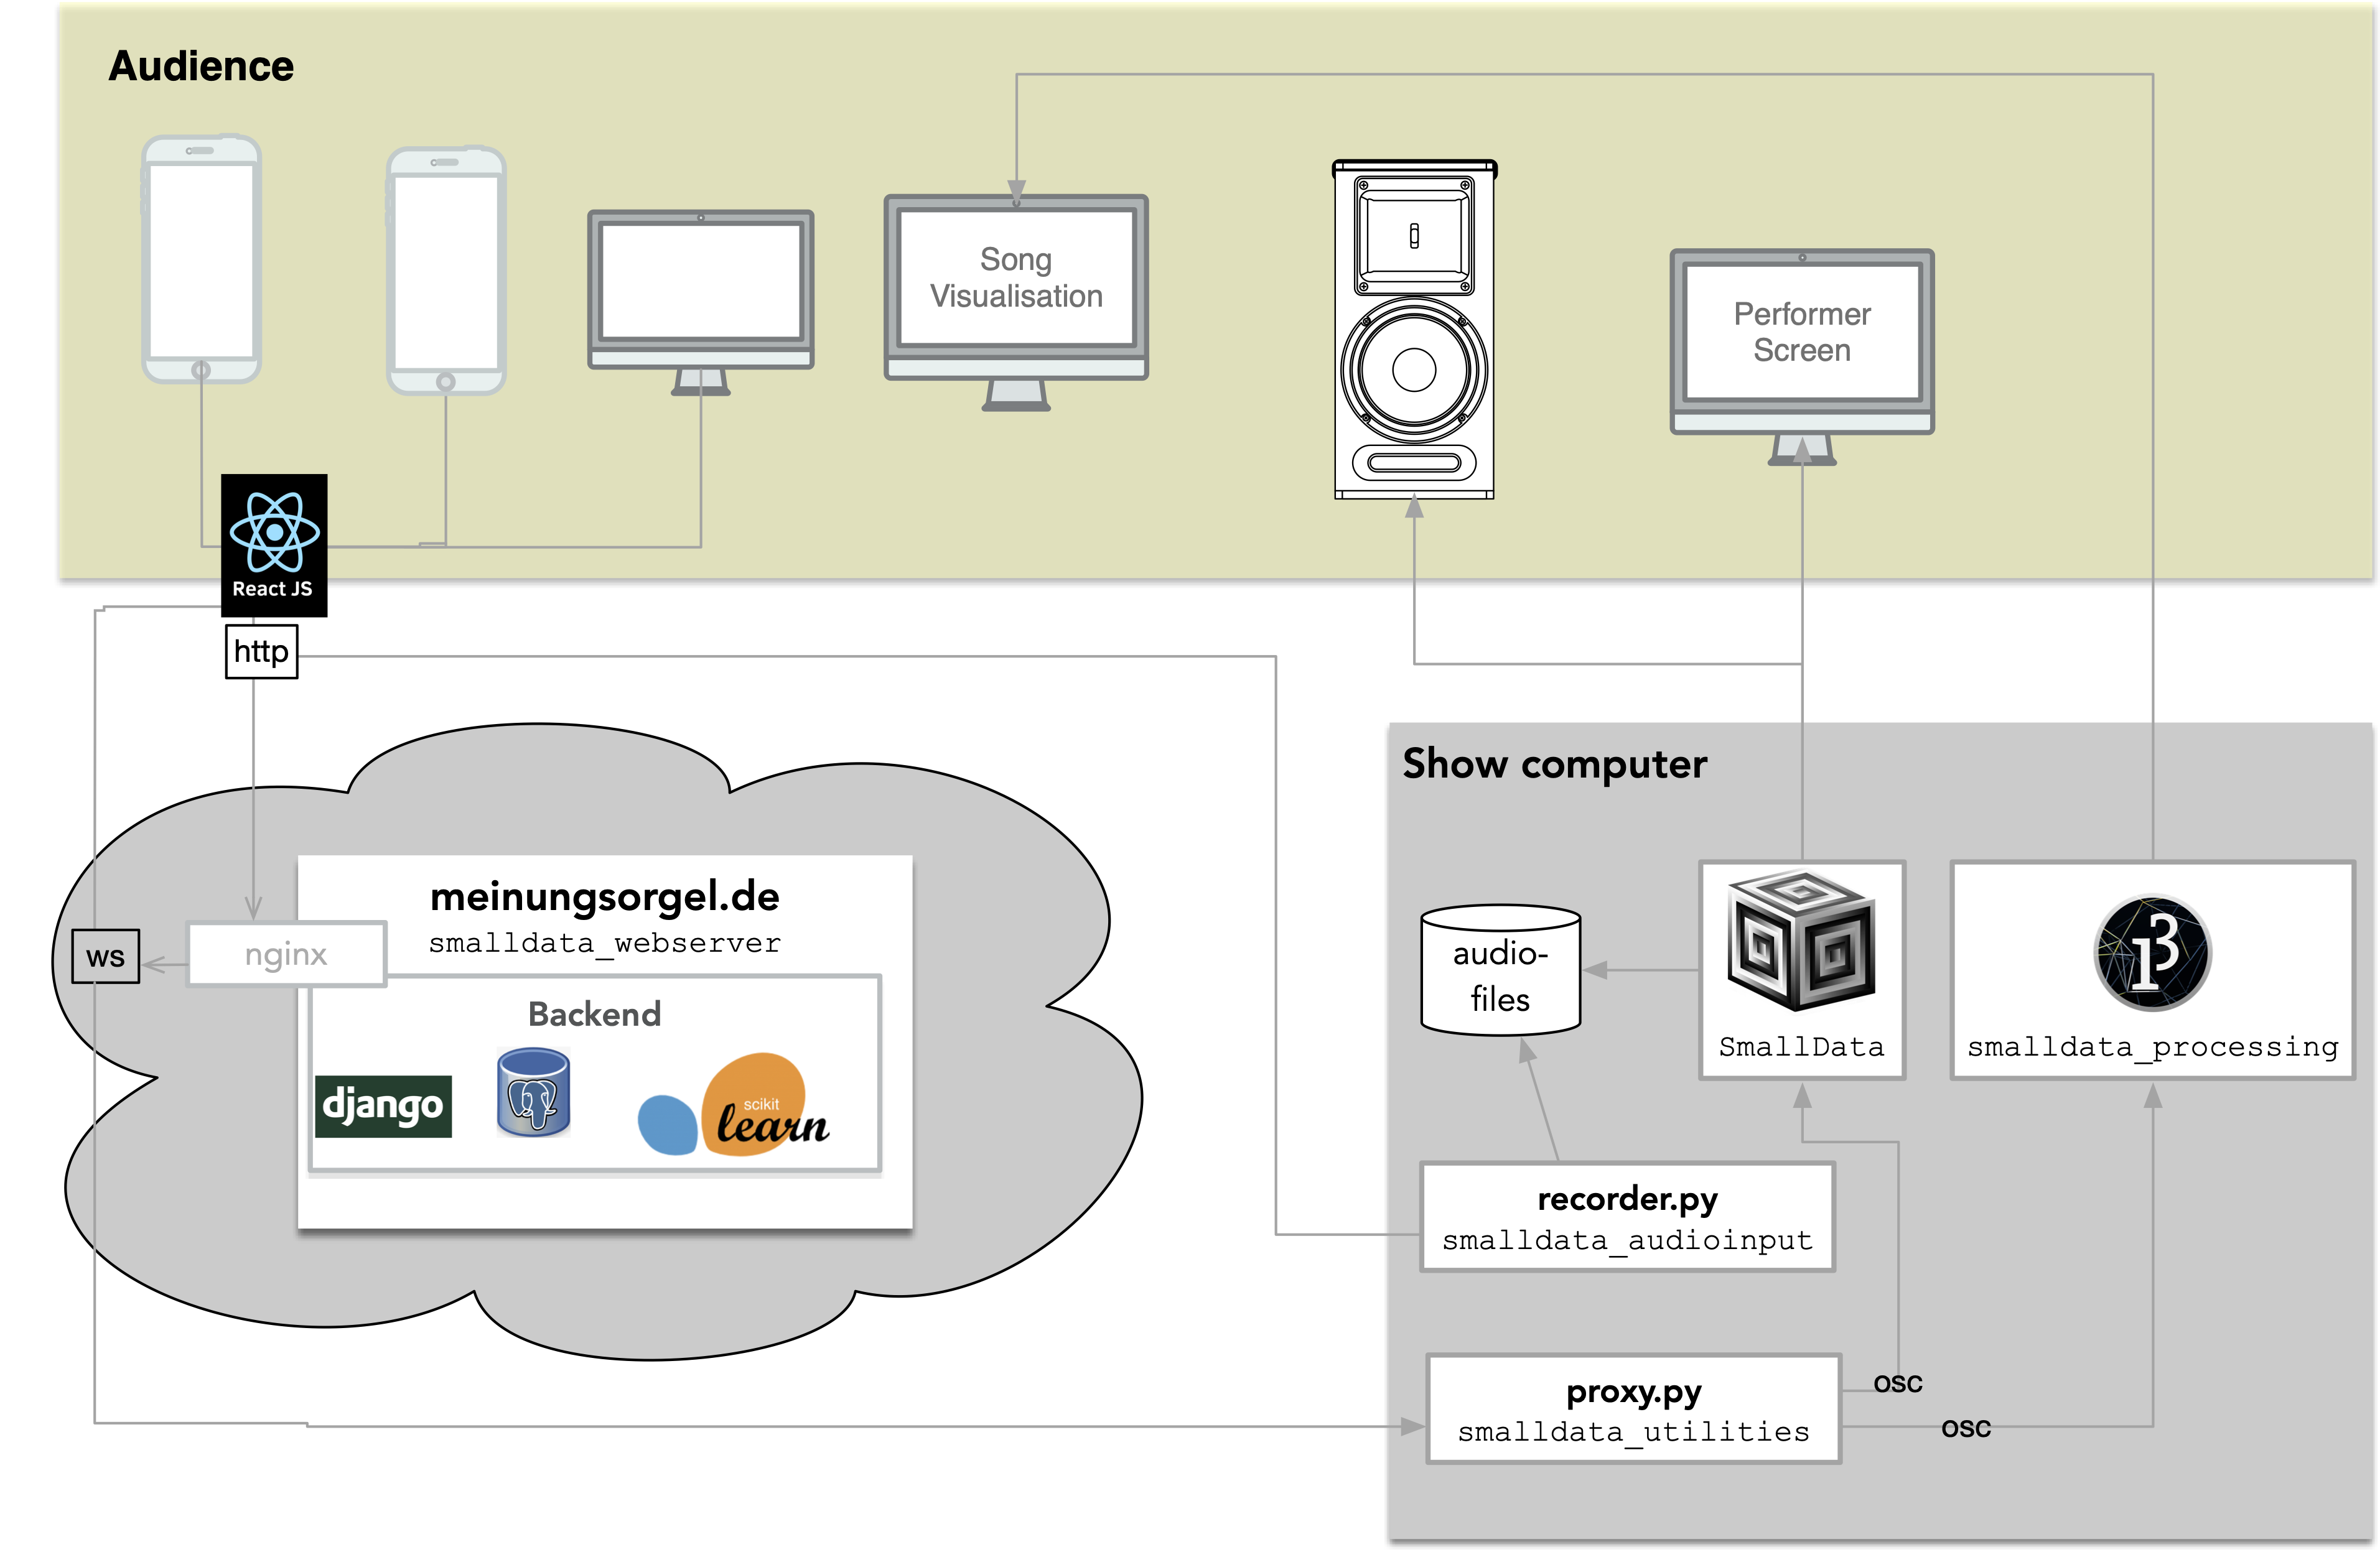 Audience
Song
Visualisation
Performer
Screen
React JS
http
Show computer
meinungsorgel.de
smalldata_webserver
ws
nginx
Backend
django
scikit
learn
audio-
files
SmallData
smalldata_processing
recorder.py
smalldata_audioinput
proxy.py
smalldata_utilities
osc
osc